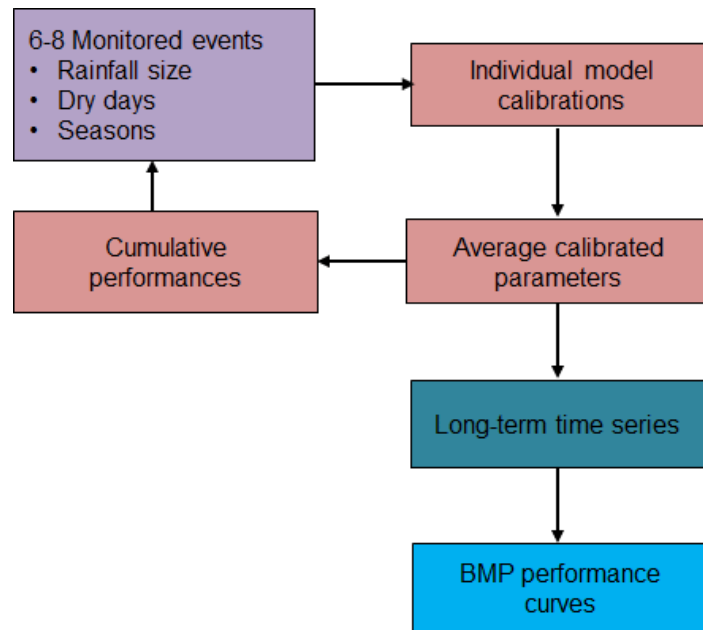 6-8 Monitored events
• Rainfall size
• Dry days
• Seasons
Individual model
calibrations
Cumulative
performances
Average calibrated
parameters
Long-term time series
BMP performance
curves